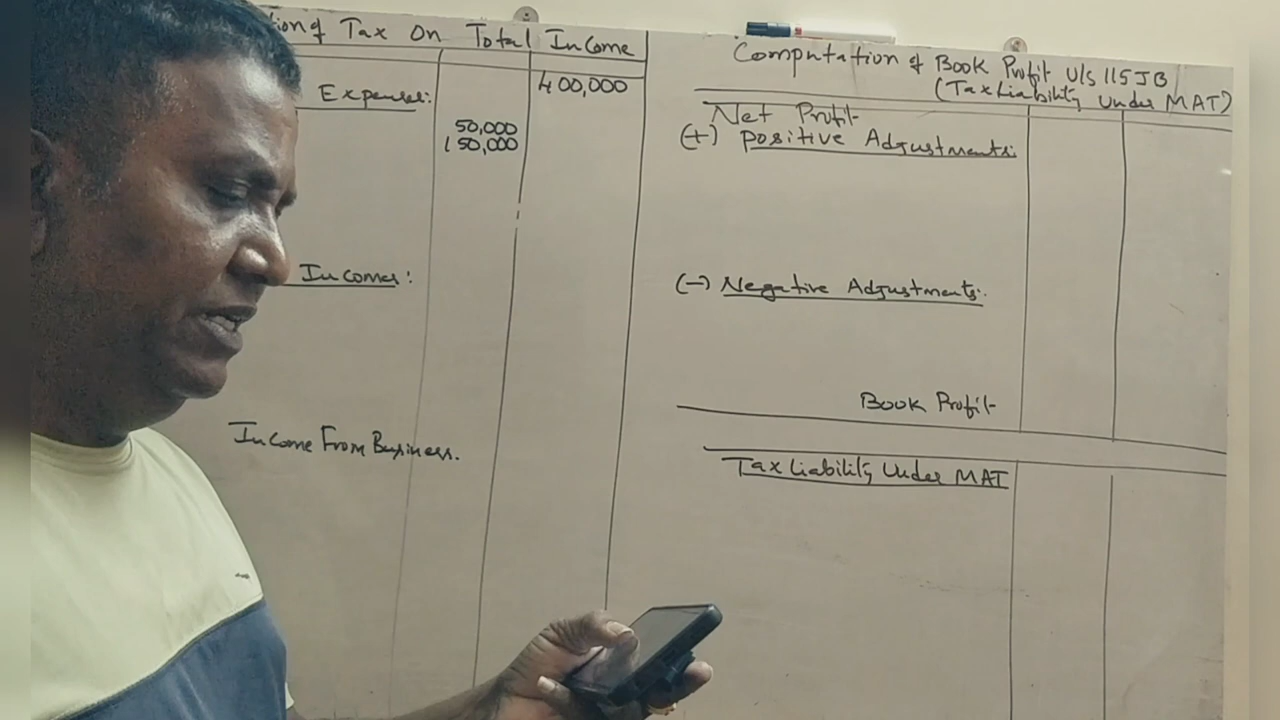 ion of Tax On Total Income
400,000
Expenses:
50,000
150,000
Incomes:
Income From Business.
Computation of Book Profit U/s 115JB
(Tax Liability Under MAT)
Net Profit
(+) Positive Adjustments:
(-) Negative Adjustments:
Book Profit
Tax Liability Under MAT